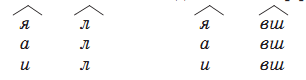 я л я вш
а л а вш
и л и вш